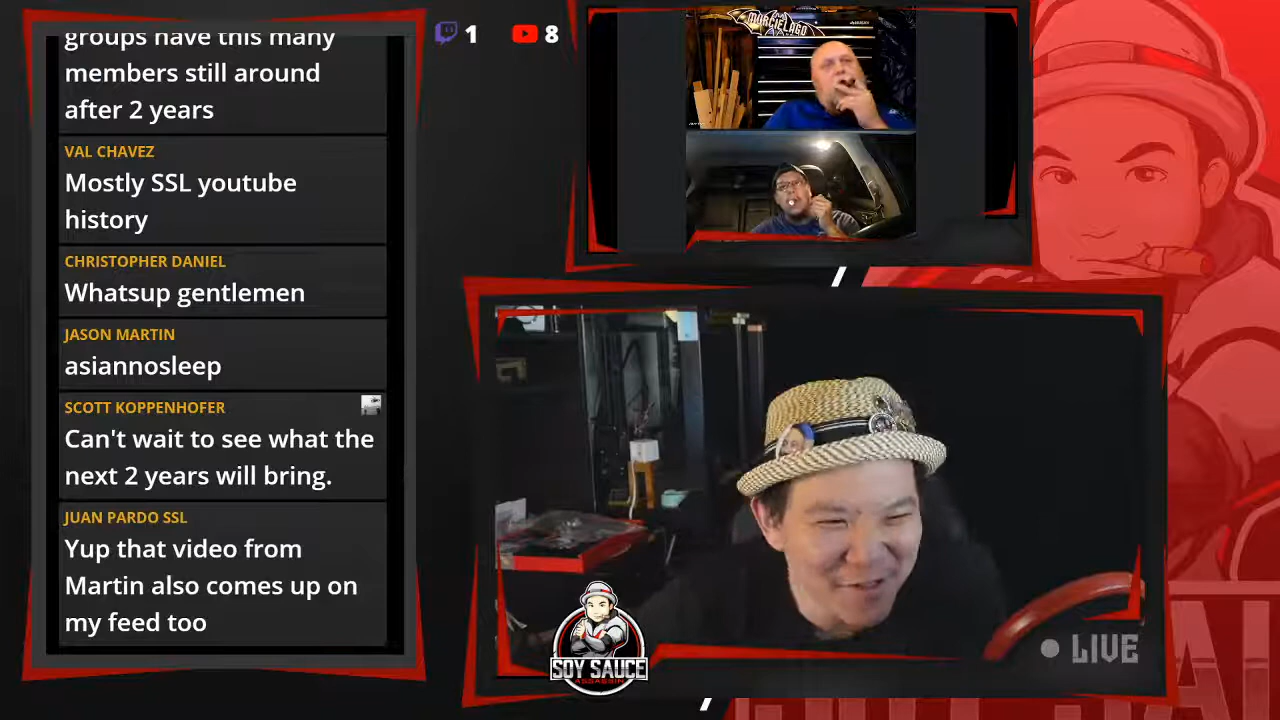 groups have this many
members still around
after 2 years
VAL CHAVEZ
Mostly SSL youtube
history
CHRISTOPHER DANIEL
Whatsup gentlemen
JASON MARTIN
asiannosleep
SCOTT KOPPENHOFER
Can't wait to see what the
next 2 years will bring.
JUAN PARDO SSL
Yup that video from
Martin also comes up on
my feed too
1
8
MURCIELAGO
SOY SAUCE
ASSASSIN
LIVE